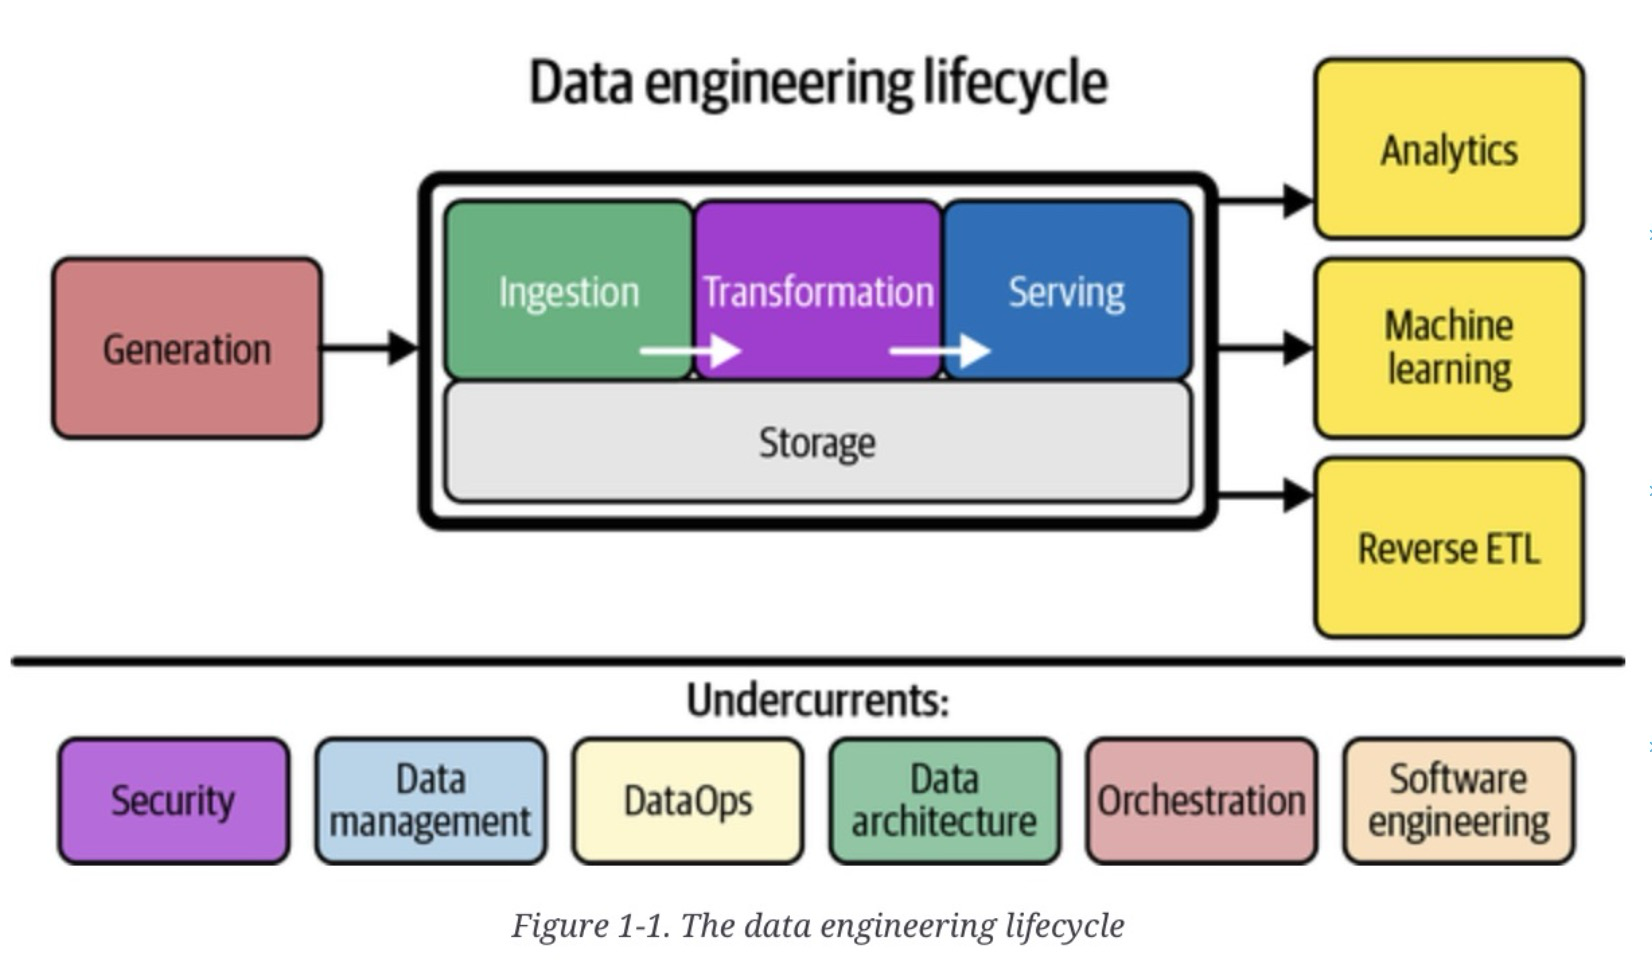 Data engineering lifecycle
Generation
Ingestion
Transformation
Serving
Storage
Analytics
Machine
learning
Reverse ETL
Undercurrents:
Security
Data
management
DataOps
Data
architecture
Orchestration
Software
engineering
Figure 1-1. The data engineering lifecycle